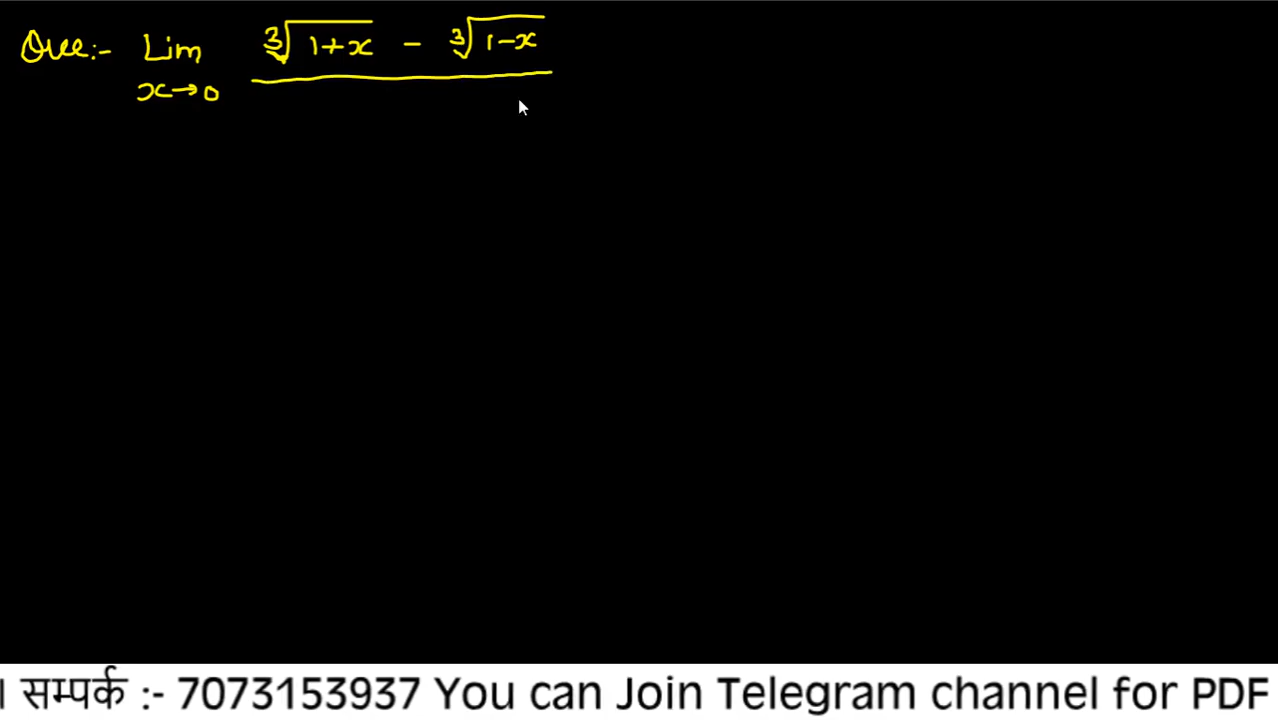 Que:- Lim ∛1+x - ∛1-x
x→0
। सम्पर्क :- 7073153937 You can Join Telegram channel for PDF